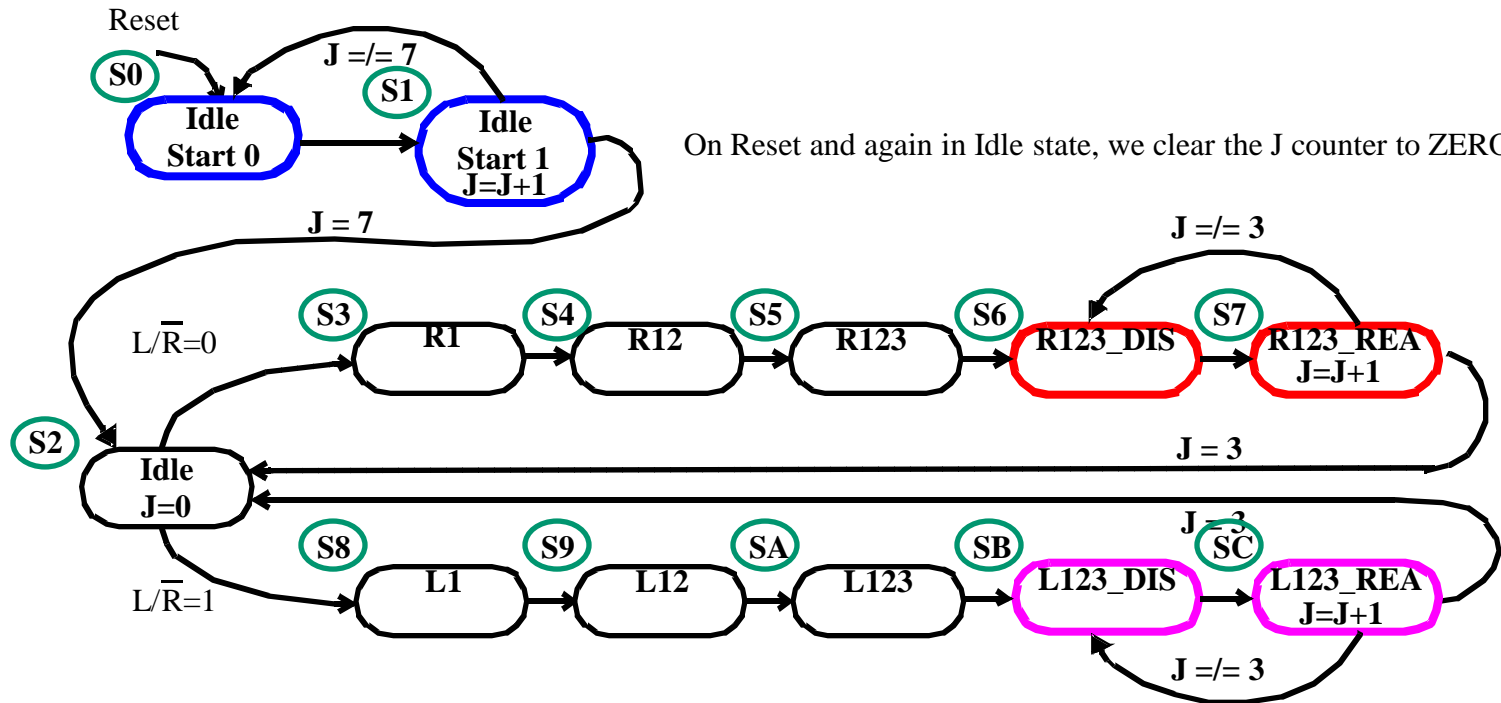 Reset
J =/= 7
S0
S1
Idle
Start 0
Idle
Start 1
J=J+1
On Reset and again in Idle state, we clear the J counter to ZERO
J = 7
J =/= 3
S3
S4
S5
S6
S7
L/R̅=0
R1
R12
R123
R123_DIS
R123_REA
J=J+1
S2
J = 3
Idle
J=0
J = 3
S8
S9
SA
SB
SC
L/R̅=1
L1
L12
L123
L123_DIS
L123_REA
J=J+1
J =/= 3